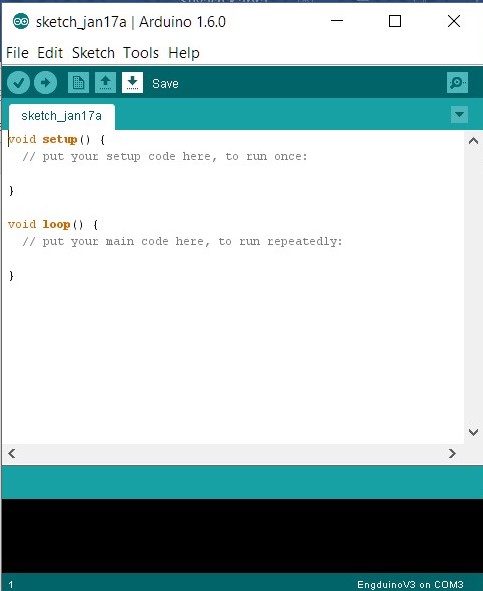 sketch_jan17a | Arduino 1.6.0
File Edit Sketch Tools Help
Save
sketch_jan17a
void setup() {
  // put your setup code here, to run once:
}
void loop() {
  // put your main code here, to run repeatedly:
}
1
EngduinoV3 on COM3